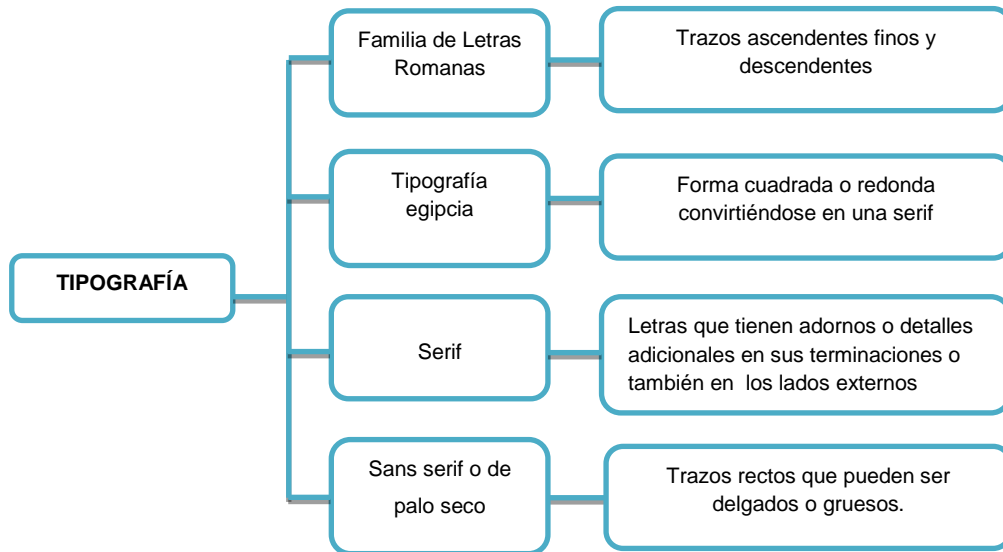 TIPOGRAFÍA
Familia de Letras
Romanas
Trazos ascendentes finos y
descendentes
Tipografía
egipcia
Forma cuadrada o redonda
convirtiéndose en una serif
Serif
Letras que tienen adornos o detalles
adicionales en sus terminaciones o
también en los lados externos
Sans serif o de
palo seco
Trazos rectos que pueden ser
delgados o gruesos.